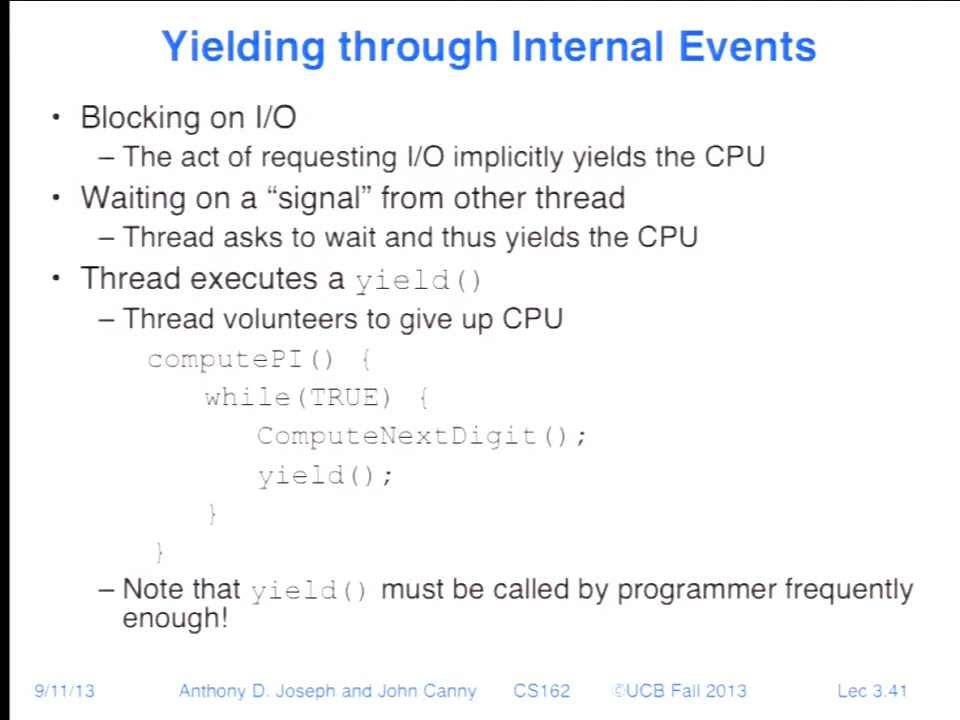 Yielding through Internal Events
• Blocking on I/O
– The act of requesting I/O implicitly yields the CPU
• Waiting on a “signal” from other thread
– Thread asks to wait and thus yields the CPU
• Thread executes a yield()
– Thread volunteers to give up CPU
computePI() {
while(TRUE) {
ComputeNextDigit();
yield();
}
}
– Note that yield() must be called by programmer frequently
enough!
9/11/13 Anthony D. Joseph and John Canny CS162 ©UCB Fall 2013 Lec 3.41